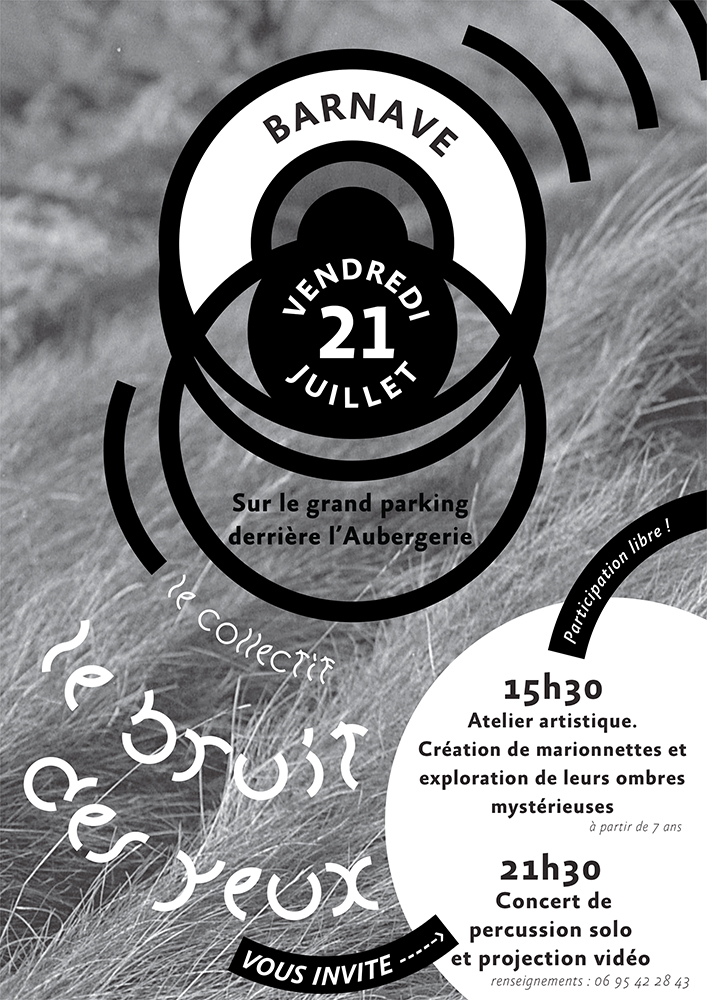 BARNAVE
VENDREDI
21
JUILLET
Sur le grand parking
derrière l'Aubergerie
le collectif
le bruit
des yeux
VOUS INVITE ----->
Participation libre !
15h30
Atelier artistique.
Création de marionnettes et
exploration de leurs ombres
mystérieuses
à partir de 7 ans
21h30
Concert de
percussion solo
et projection vidéo
renseignements : 06 95 42 28 43